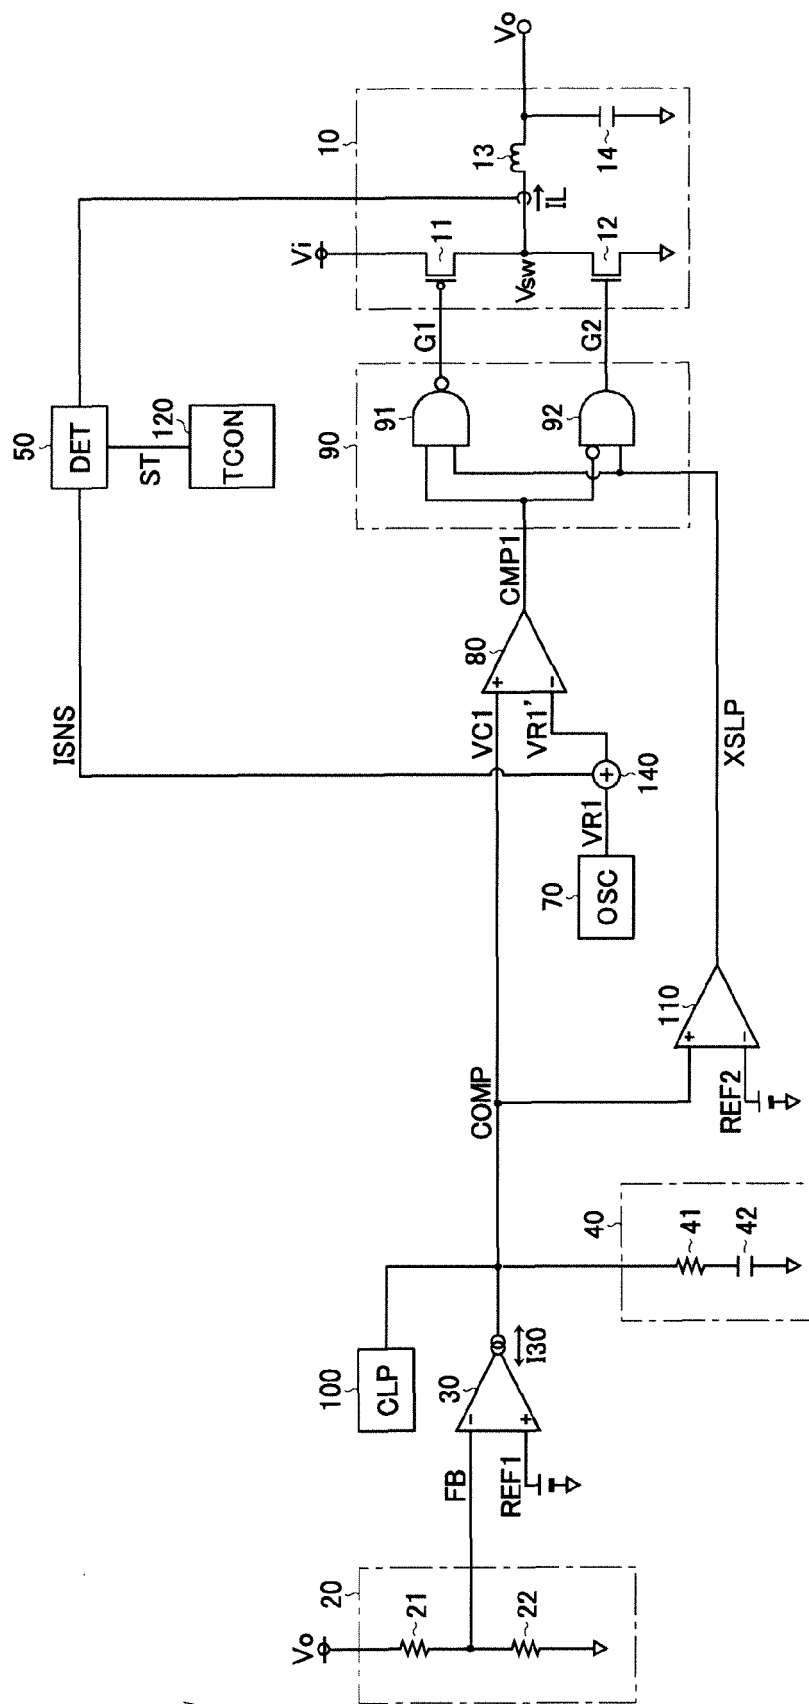 Vo
20
21
22
FB
REF1
30
I30
100
CLP
40
41
42
COMP
REF2
110
XSLP
70
OSC
VR1
140
VC1
VR1'
+
-
80
CMP1
ISNS
50
DET
ST
120
TCON
90
91
92
G1
G2
Vi
10
11
12
Vsw
IL
13
14
Vo